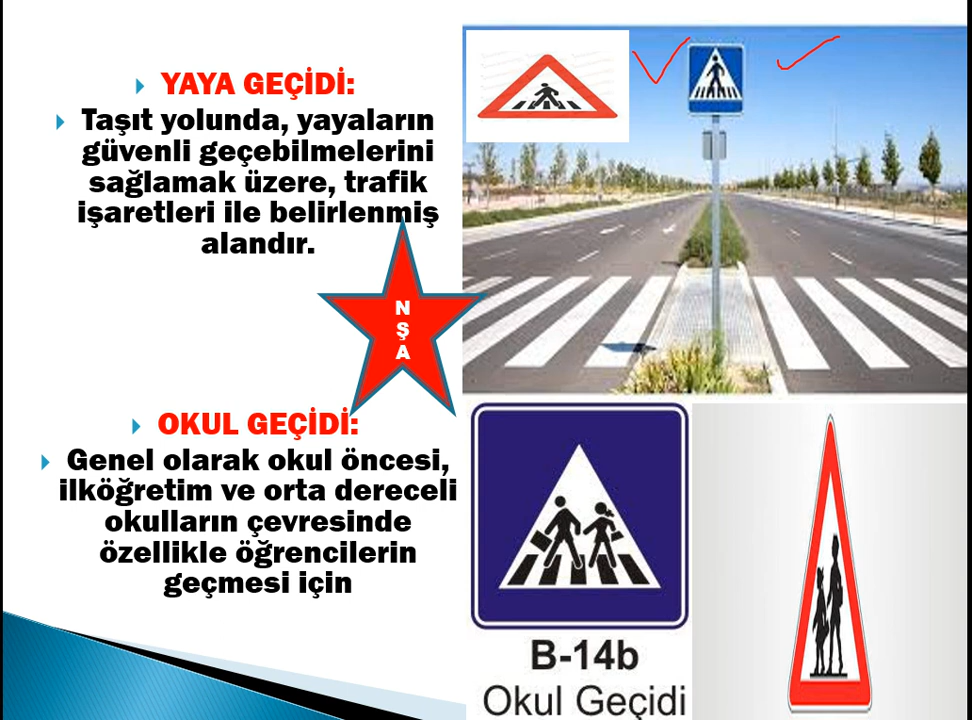 YAYA GEÇİDİ:
Taşıt yolunda, yayaların
güvenli geçebilmelerini
sağlamak üzere, trafik
işaretleri ile belirlenmiş
alandır.
N
Ş
A
OKUL GEÇİDİ:
Genel olarak okul öncesi,
ilköğretim ve orta dereceli
okulların çevresinde
özellikle öğrencilerin
geçmesi için
B-14b
Okul Geçidi